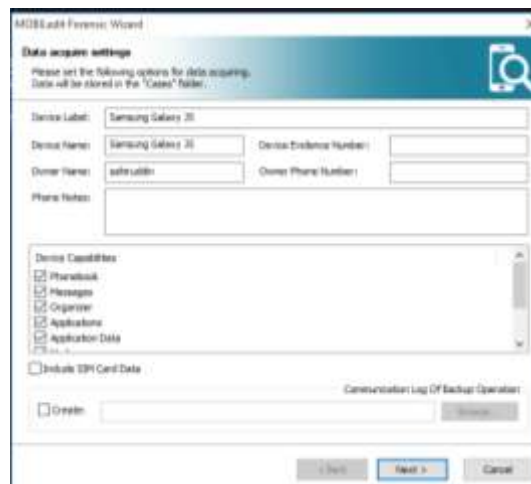 MOBILedit Forensic Wizard
Data acquire settings
Please set the following options for data acquiring.
Data will be stored in the "Cases" folder.
Device Label: Samsung Galaxy
Device Name: Samsung Galaxy Device Evidence Number:
Owner Name: Owner Phone Number:
Phone Notes:
Device Capabilities
Phonebook
Messages
Organizer
Applications
Application Data
Include SIM Card Data
Communication Log Of Backup Operation
Create: Browse...
< Back Next > Cancel